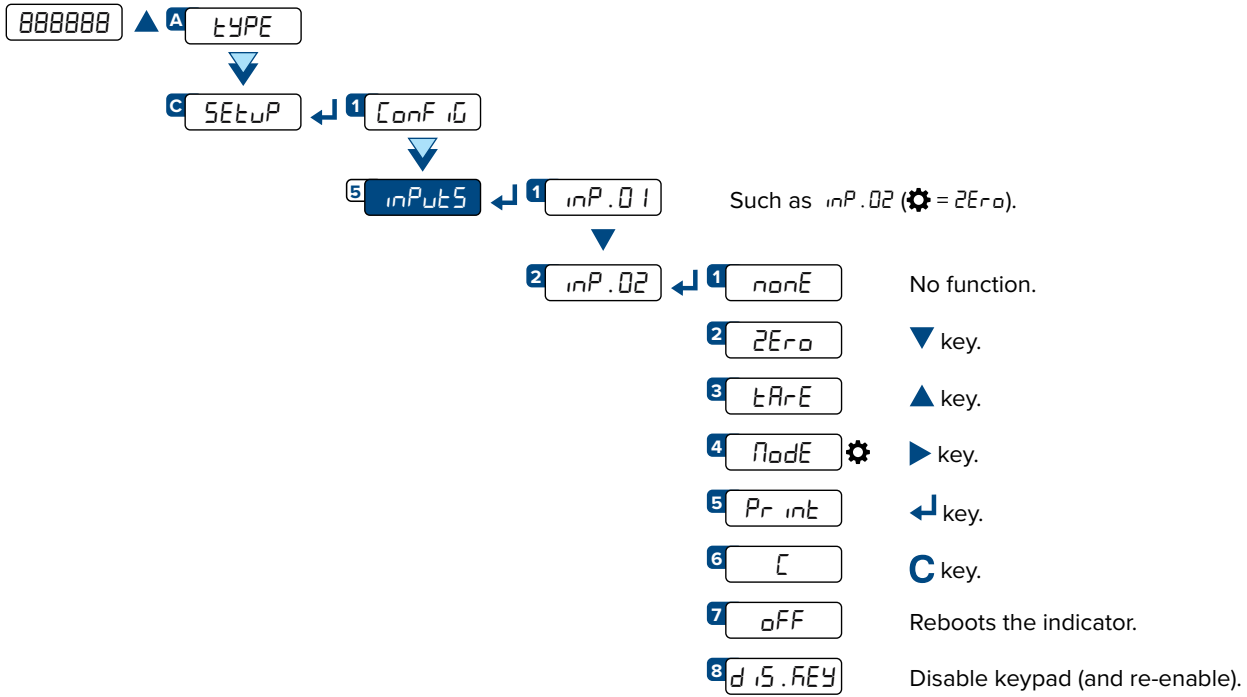 888888 A tYPE
C SEtuP 1 ConFiG
5 inPutS 1 inP.01 Such as inP.02 ( = ZEro).
2 inP.02 1 nonE No function.
2 ZEro key.
3 tArE key.
4 ModE key.
5 Print key.
6 C C key.
7 oFF Reboots the indicator.
8 diS.KEY Disable keypad (and re-enable).